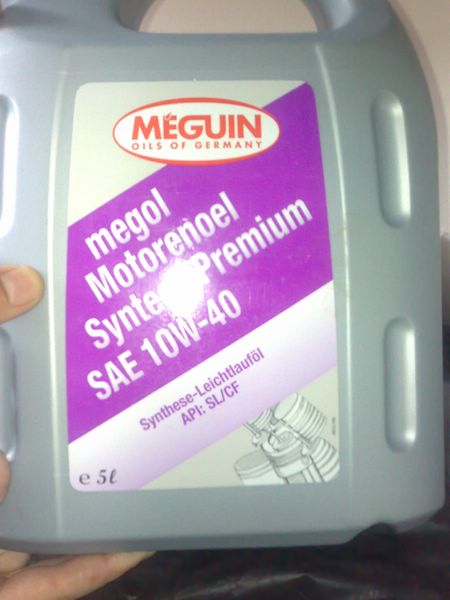 MEGUIN
OILS OF GERMANY
megol
Motorenoel
Premium
SAE 10W-40
Synthese-Leichtlauföl
API: SL/CF
e 5l